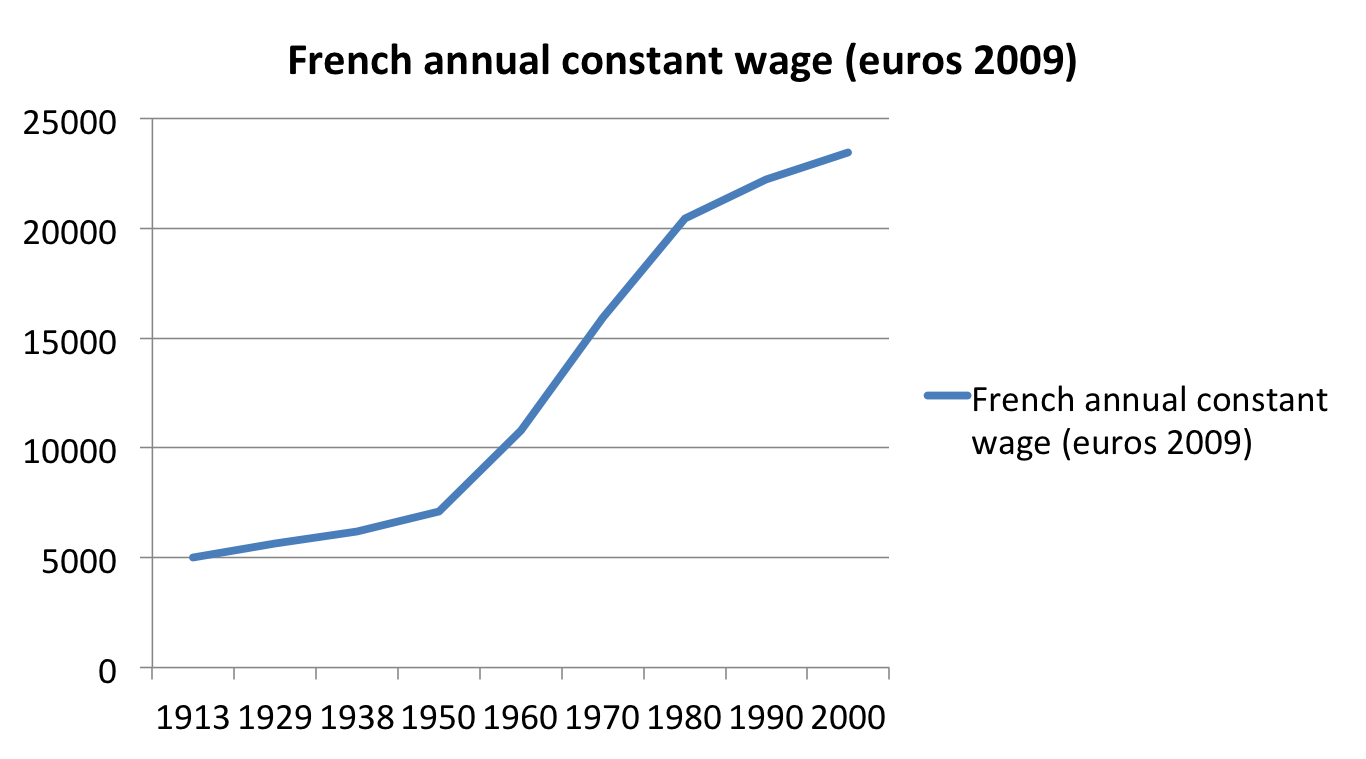 French annual constant wage (euros 2009)
25000
20000
15000
10000
5000
0
1913 1929 1938 1950 1960 1970 1980 1990 2000
French annual constant
wage (euros 2009)